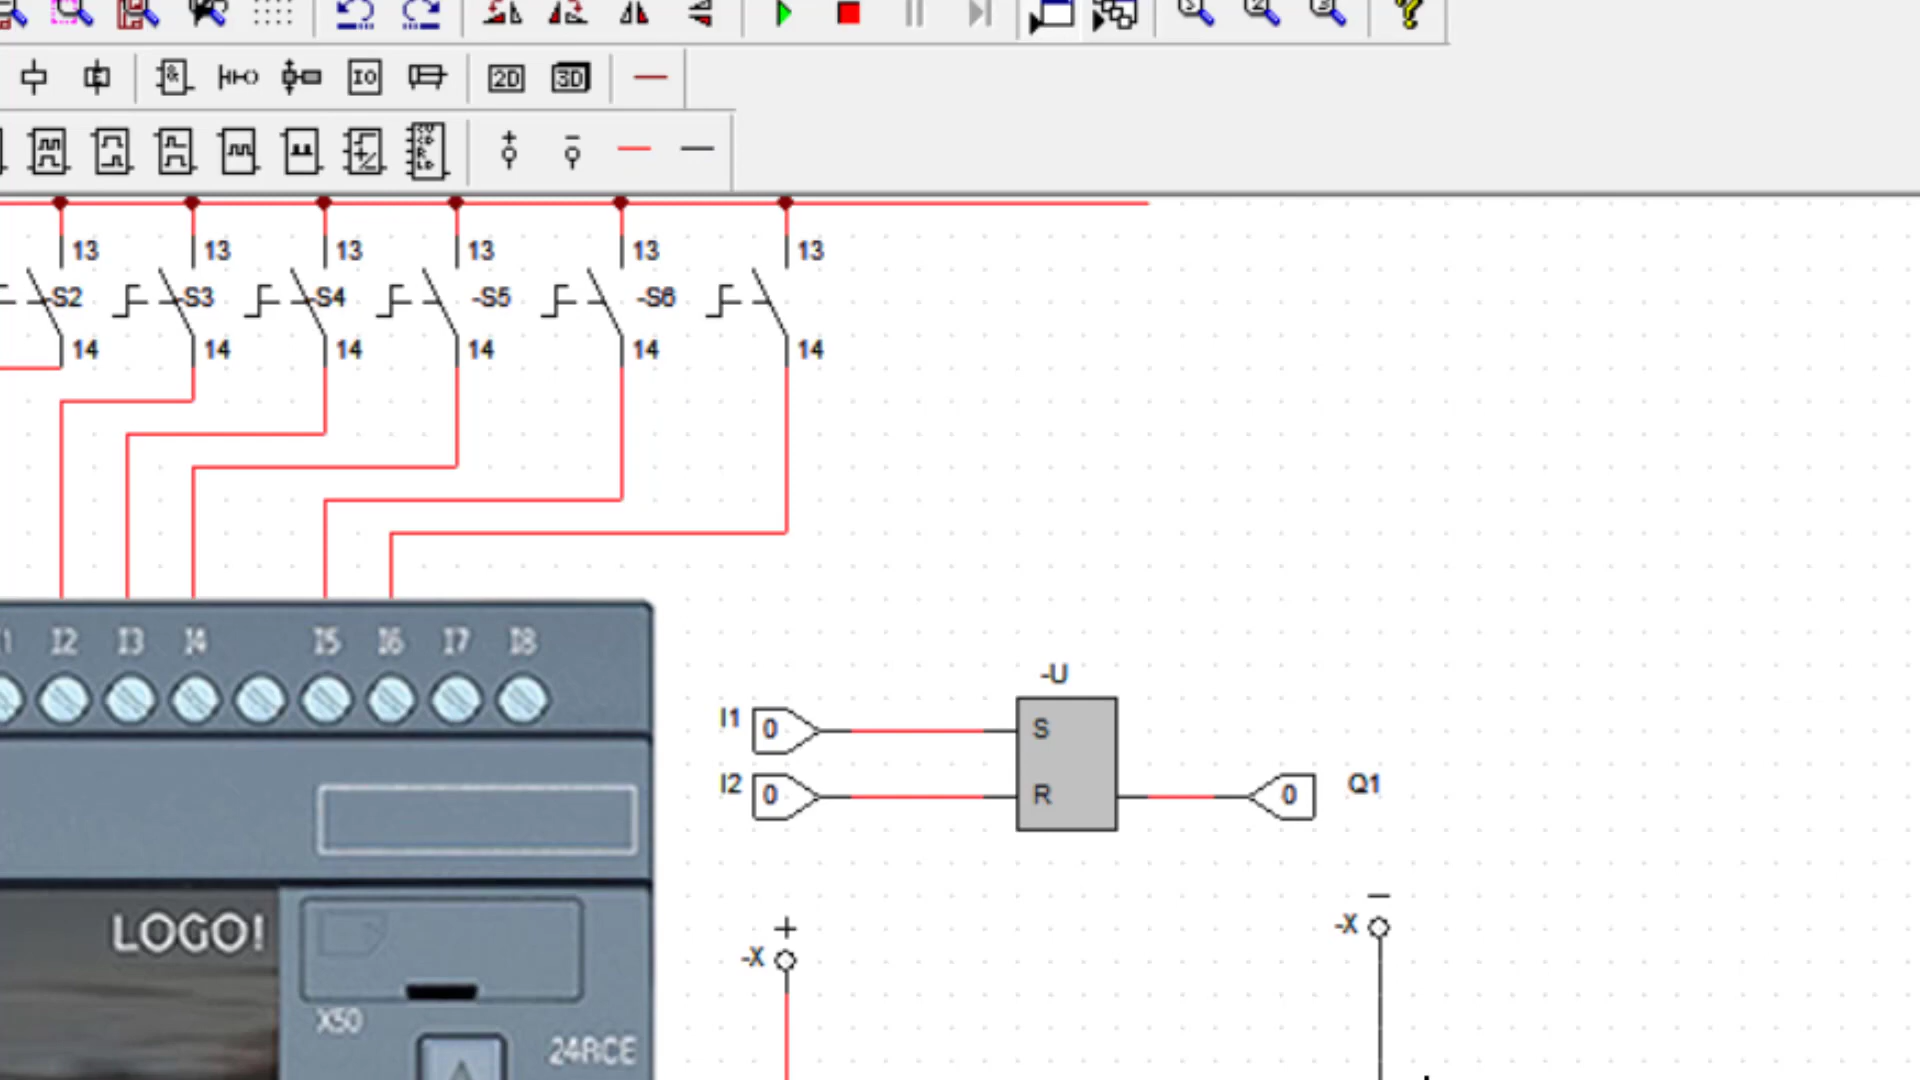 & IO 2D 3D
+ −
13 13 13 13 13 13
-S2 -S3 -S4 -S5 -S6
14 14 14 14 14 14
I2 I3 I4 I5 I6 I7 I8
-U
I1 0 S
I2 0 R 0 Q1
LOGO!
+ −
-X -X
X50
24RCE